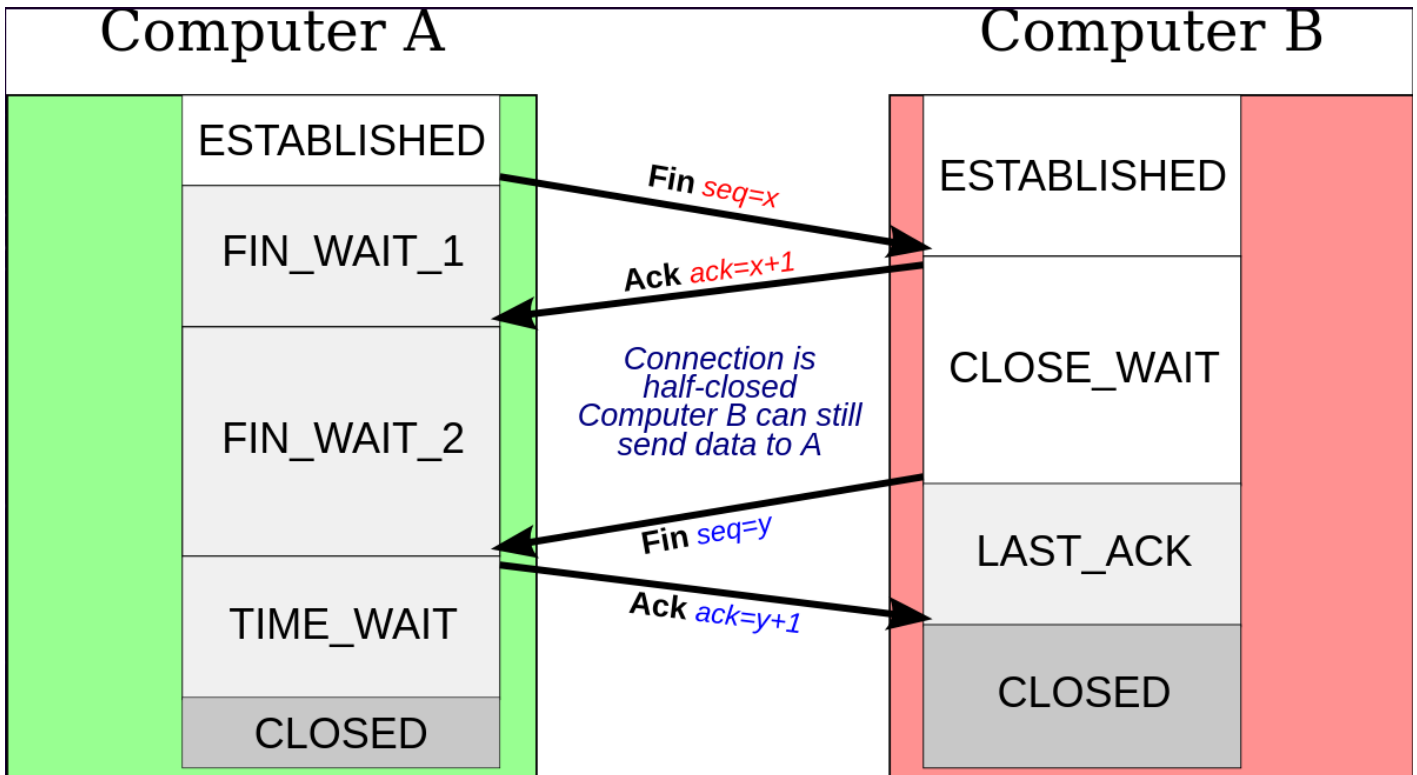 Computer A
Computer B
ESTABLISHED
Fin seq=x
ESTABLISHED
FIN_WAIT_1
Ack ack=x+1
Connection is
half-closed
Computer B can still
send data to A
CLOSE_WAIT
FIN_WAIT_2
Fin seq=y
LAST_ACK
TIME_WAIT
Ack ack=y+1
CLOSED
CLOSED